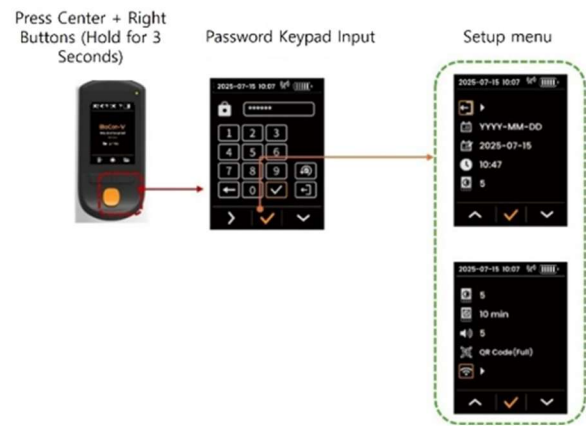 Press Center + Right
Buttons (Hold for 3
Seconds)
Password Keypad Input
Setup menu
2025-07-15 10:07
******
1 2 3
4 5 6
7 8 9
0
2025-07-15 10:07
YYYY-MM-DD
2025-07-15
10:47
5
2025-07-15 10:07
5
10 min
5
QR Code(Full)